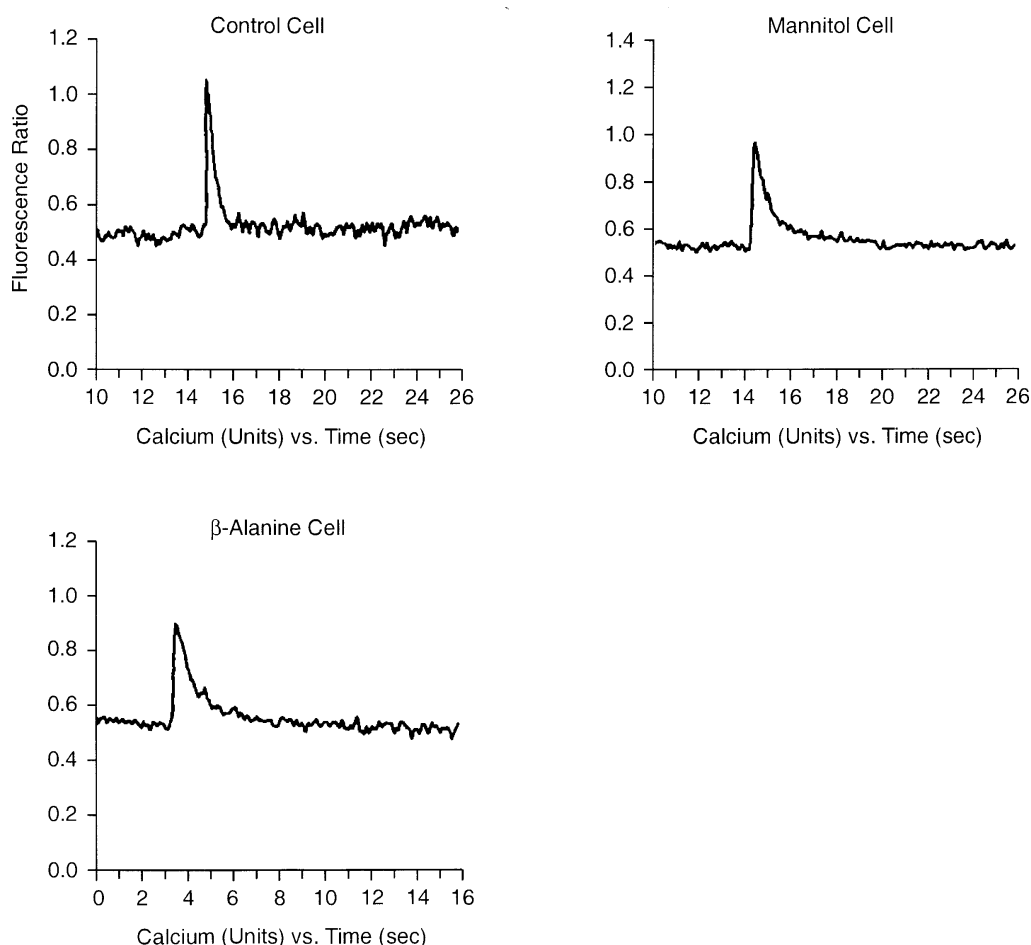 Control Cell
Fluorescence Ratio
1.2
1.0
0.8
0.6
0.4
0.2
0.0
10 12 14 16 18 20 22 24 26
Calcium (Units) vs. Time (sec)
Mannitol Cell
1.4
1.2
1.0
0.8
0.6
0.4
0.2
0.0
10 12 14 16 18 20 22 24 26
Calcium (Units) vs. Time (sec)
β-Alanine Cell
1.2
1.0
0.8
0.6
0.4
0.2
0.0
0 2 4 6 8 10 12 14 16
Calcium (Units) vs. Time (sec)